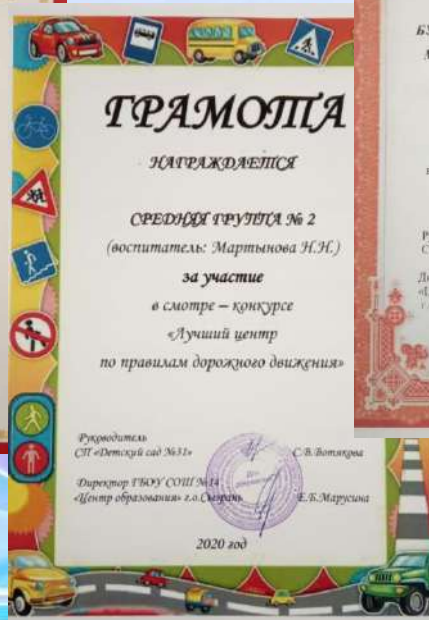 ГРАМОТА
НАГРАЖДАЕТСЯ
СРЕДНЯЯ ГРУППА № 2
(воспитатель: Мартынова Н.Н.)
за участие
в смотре – конкурсе
«Лучший центр
по правилам дорожного движения»
Руководитель
СП «Детский сад №31» С.В. Вотякова
Директор ГБОУ СОШ №14
«Центр образования» г.о.Сызрань Е.Б.Марусина
2020 год